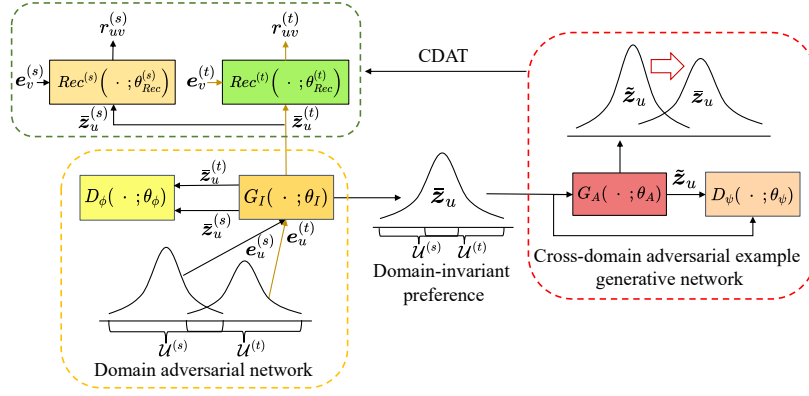 r_{uv}^{(s)}
r_{uv}^{(t)}
e_v^{(s)}
Rec^{(s)}( · ; θ_{Rec}^{(s)})
e_v^{(t)}
Rec^{(t)}( · ; θ_{Rec}^{(t)})
z̄_u^{(s)}
z̄_u^{(t)}
CDAT
z̃_u
z̄_u
z̄_u^{(t)}
D_ϕ( · ; θ_ϕ)
G_I( · ; θ_I)
z̄_u^{(s)}
e_u^{(s)}
e_u^{(t)}
𝒰^{(s)}
𝒰^{(t)}
Domain adversarial network
z̄_u
𝒰^{(s)}
𝒰^{(t)}
Domain-invariant
preference
G_A( · ; θ_A)
z̃_u
D_ψ( · ; θ_ψ)
Cross-domain adversarial example
generative network